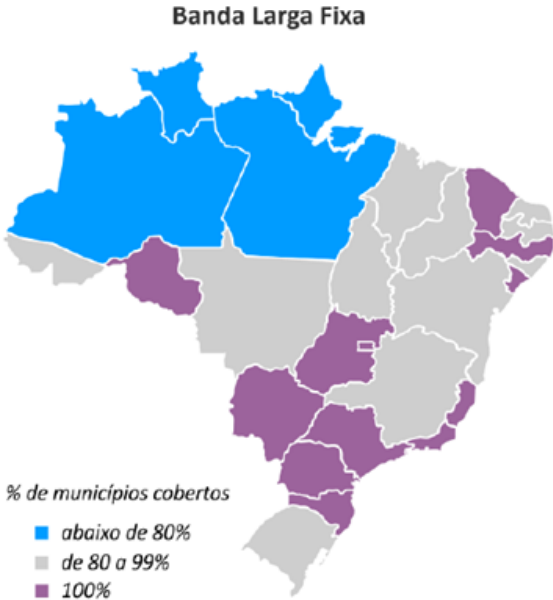 Banda Larga Fixa
% de municípios cobertos
abaixo de 80%
de 80 a 99%
100%